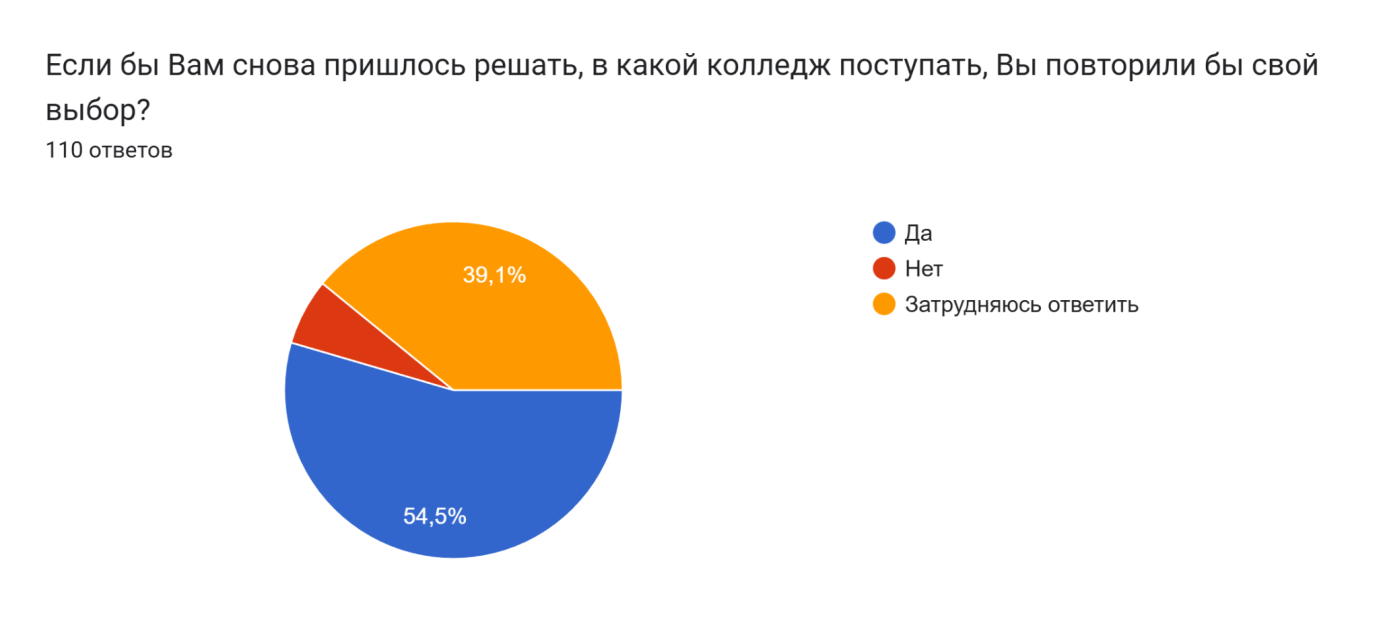 Если бы Вам снова пришлось решать, в какой колледж поступать, Вы повторили бы свой
выбор?
110 ответов
Да
Нет
Затрудняюсь ответить
39,1%
54,5%